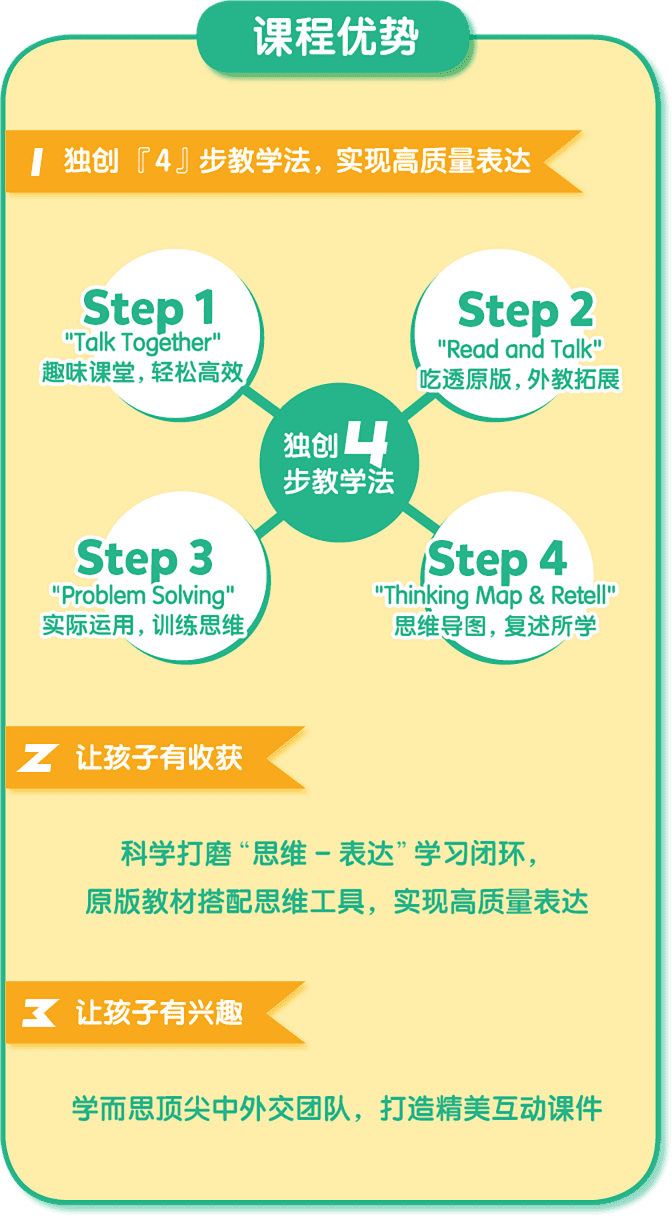 课程优势
1 独创『4』步教学法，实现高质量表达
Step 1
"Talk Together"
趣味课堂，轻松高效
Step 2
"Read and Talk"
吃透原版，外教拓展
独创4
步教学法
Step 3
"Problem Solving"
实际运用，训练思维
Step 4
"Thinking Map & Retell"
思维导图，复述所学
2 让孩子有收获
科学打磨“思维 – 表达”学习闭环，
原版教材搭配思维工具，实现高质量表达
3 让孩子有兴趣
学而思顶尖中外交团队，打造精美互动课件